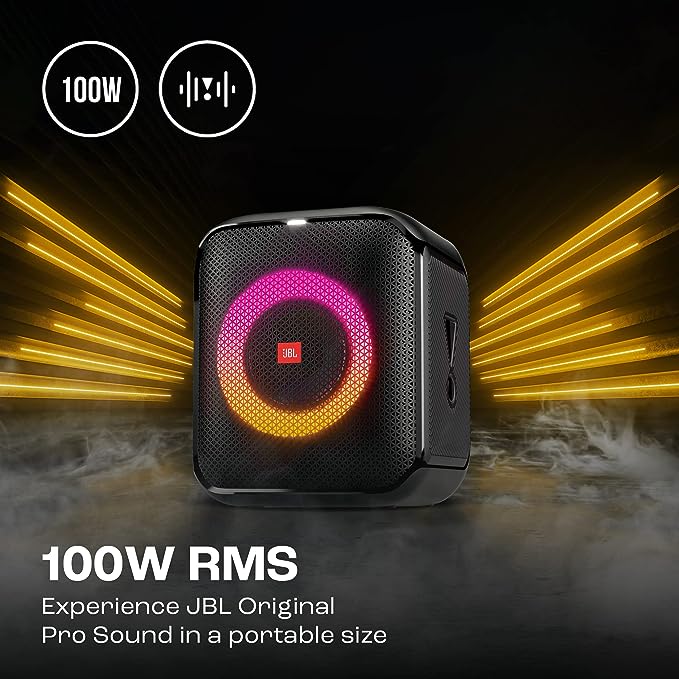 100W
JBL
100W RMS
Experience JBL Original
Pro Sound in a portable size